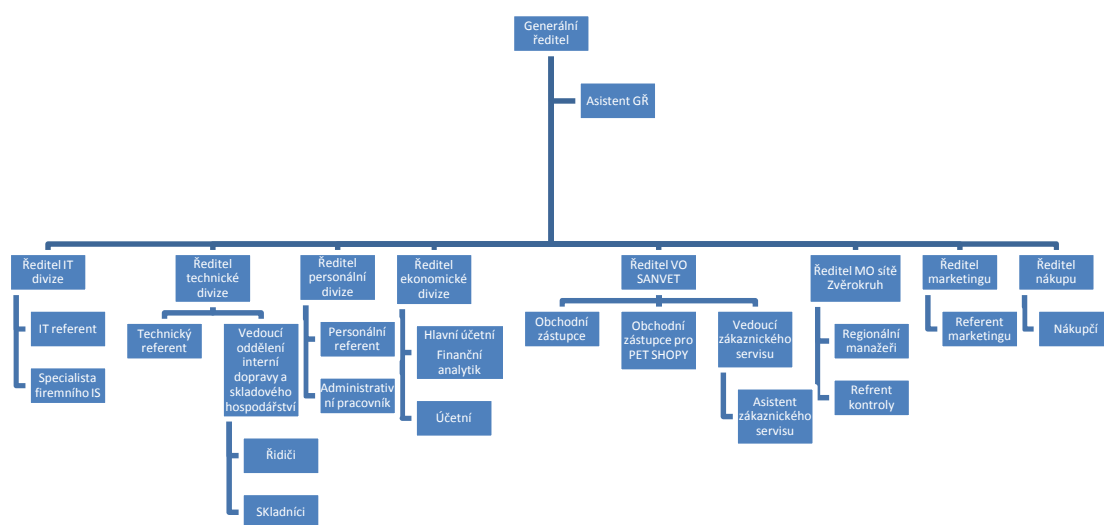 Generální
ředitel
Asistent GŘ
Ředitel IT
divize
Ředitel
technické
divize
Ředitel
personální
divize
Ředitel
ekonomické
divize
Ředitel VO
SANVET
Ředitel MO sítě
Zvěrokruh
Ředitel
marketingu
Ředitel
nákupu
IT referent
Specialista
firemního IS
Technický
referent
Vedoucí
oddělení
interní
dopravy a
skladového
hospodářství
Řidiči
SKladníci
Personální
referent
Administrativ
ní pracovník
Hlavní účetní
Finanční
analytik
Účetní
Obchodní
zástupce
Obchodní
zástupce pro
PET SHOPY
Vedoucí
zákaznického
servisu
Asistent
zákaznického
servisu
Regionální
manažeři
Refrent
kontroly
Referent
marketingu
Nákupčí